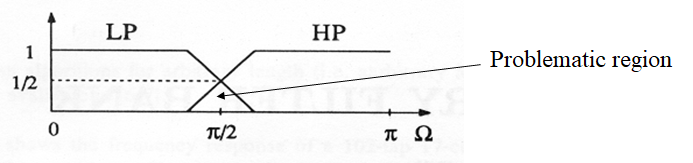 LP HP
1
Problematic region
1/2
0 π/2 π Ω